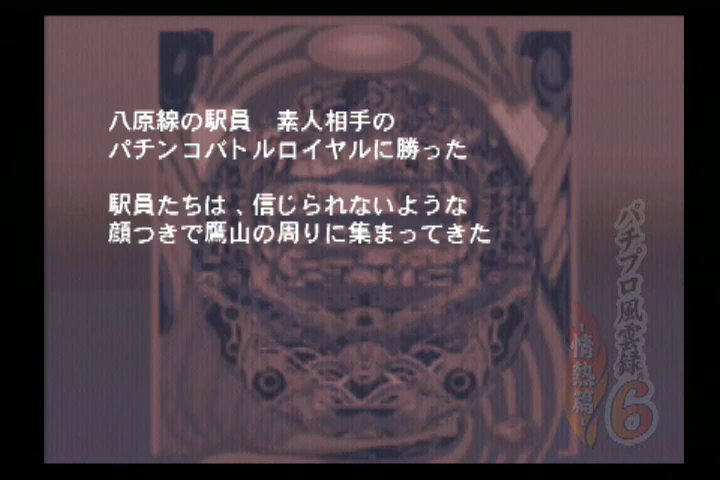 八原線の駅員　素人相手の
パチンコバトルロイヤルに勝った
駅員たちは、信じられないような
顔つきで鷹山の周りに集まってきた
パチプロ風雲録6
情熱篇